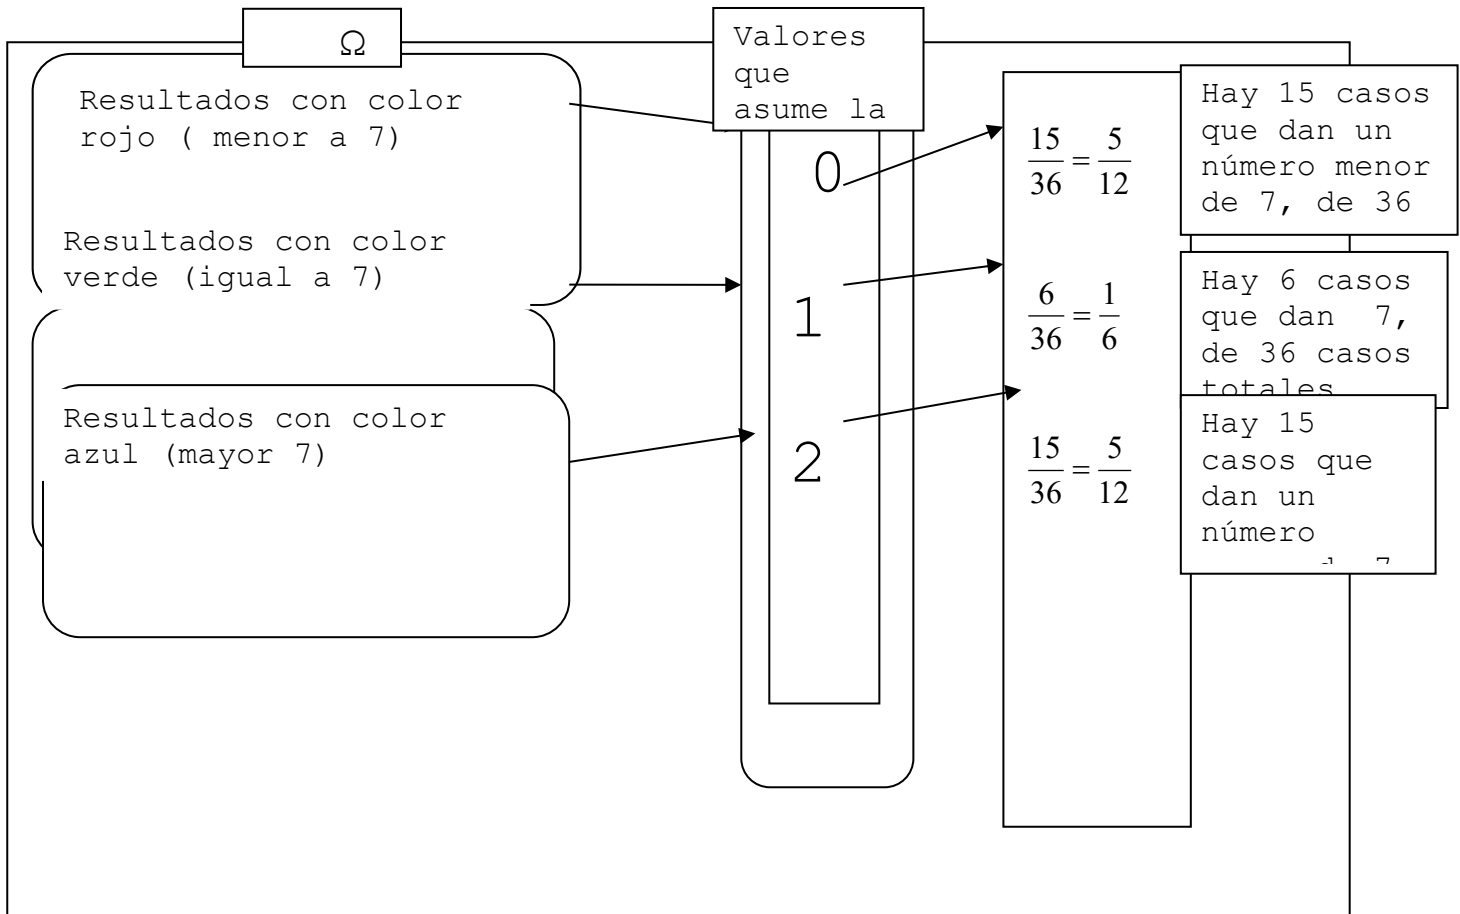 Ω
Resultados con color
rojo ( menor a 7)
Resultados con color
verde (igual a 7)
Resultados con color
azul (mayor 7)
Valores
que
asume la
0
1
2
15/36 = 5/12
6/36 = 1/6
15/36 = 5/12
Hay 15 casos
que dan un
número menor
de 7, de 36
Hay 6 casos
que dan 7,
de 36 casos
totales
Hay 15
casos que
dan un
número